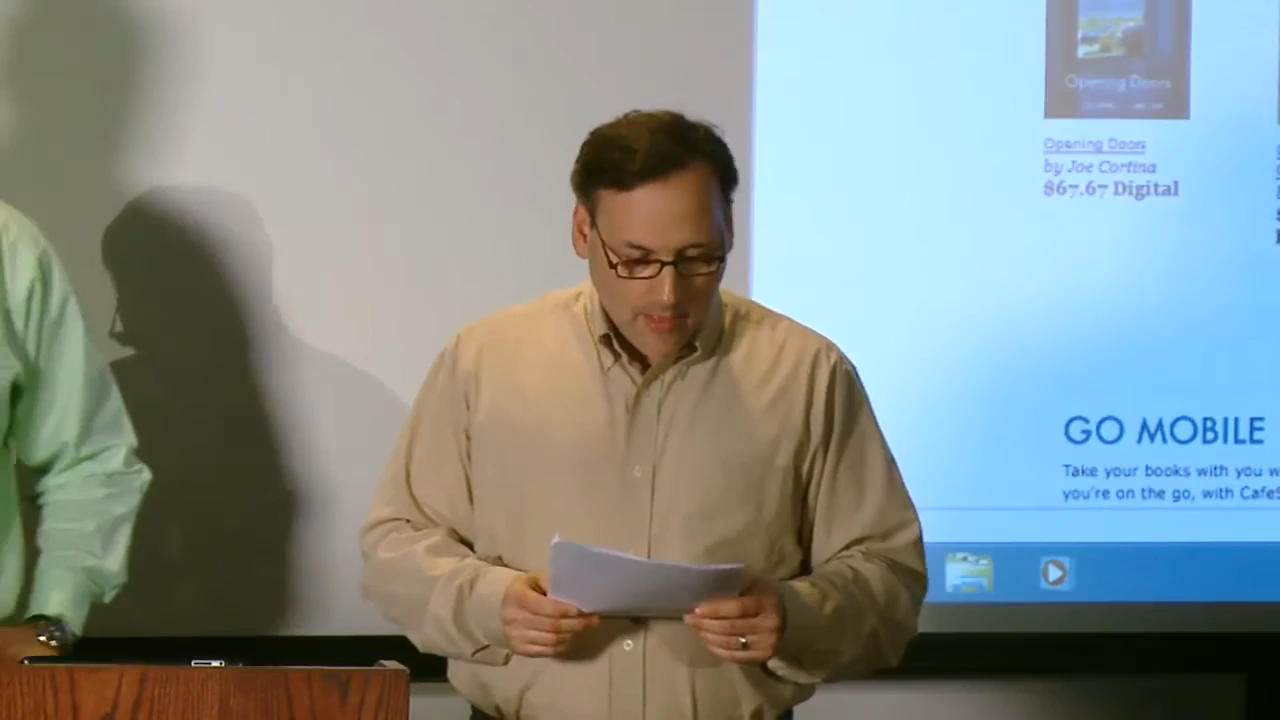 Opening Doors
Opening Doors
by Joe Cortina
$67.67 Digital
GO MOBILE
Take your books with you w
you're on the go, with CafeS